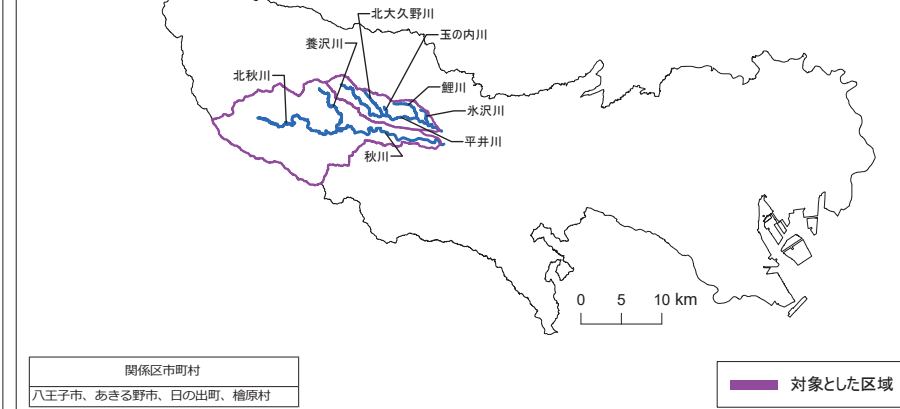 北大久野川
玉の内川
養沢川
北秋川
鯉川
氷沢川
平井川
秋川
0 5 10 km
関係区市町村
八王子市、あきる野市、日の出町、檜原村
対象とした区域